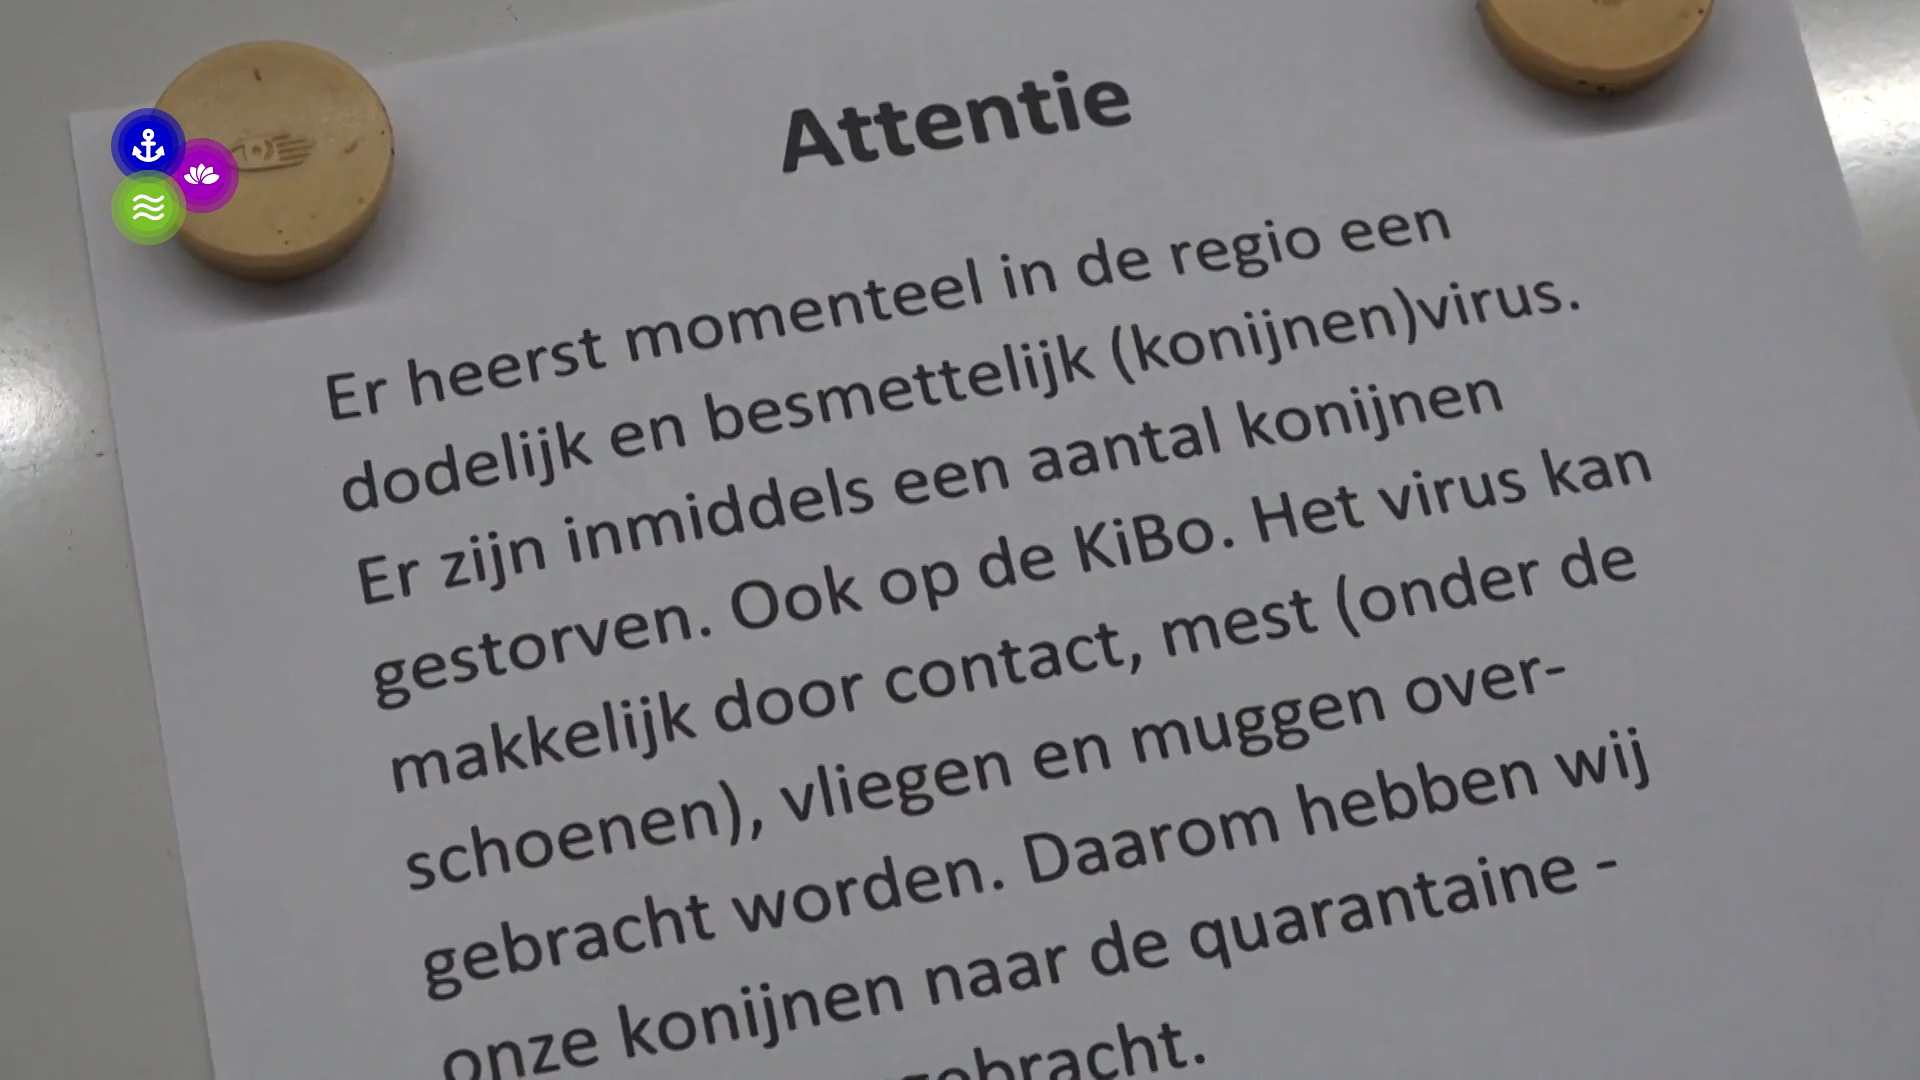 Attentie
Er heerst momenteel in de regio een
dodelijk en besmettelijk (konijnen)virus.
Er zijn inmiddels een aantal konijnen
gestorven. Ook op de KiBo. Het virus kan
makkelijk door contact, mest (onder de
schoenen), vliegen en muggen over-
gebracht worden. Daarom hebben wij
onze konijnen naar de quarantaine -